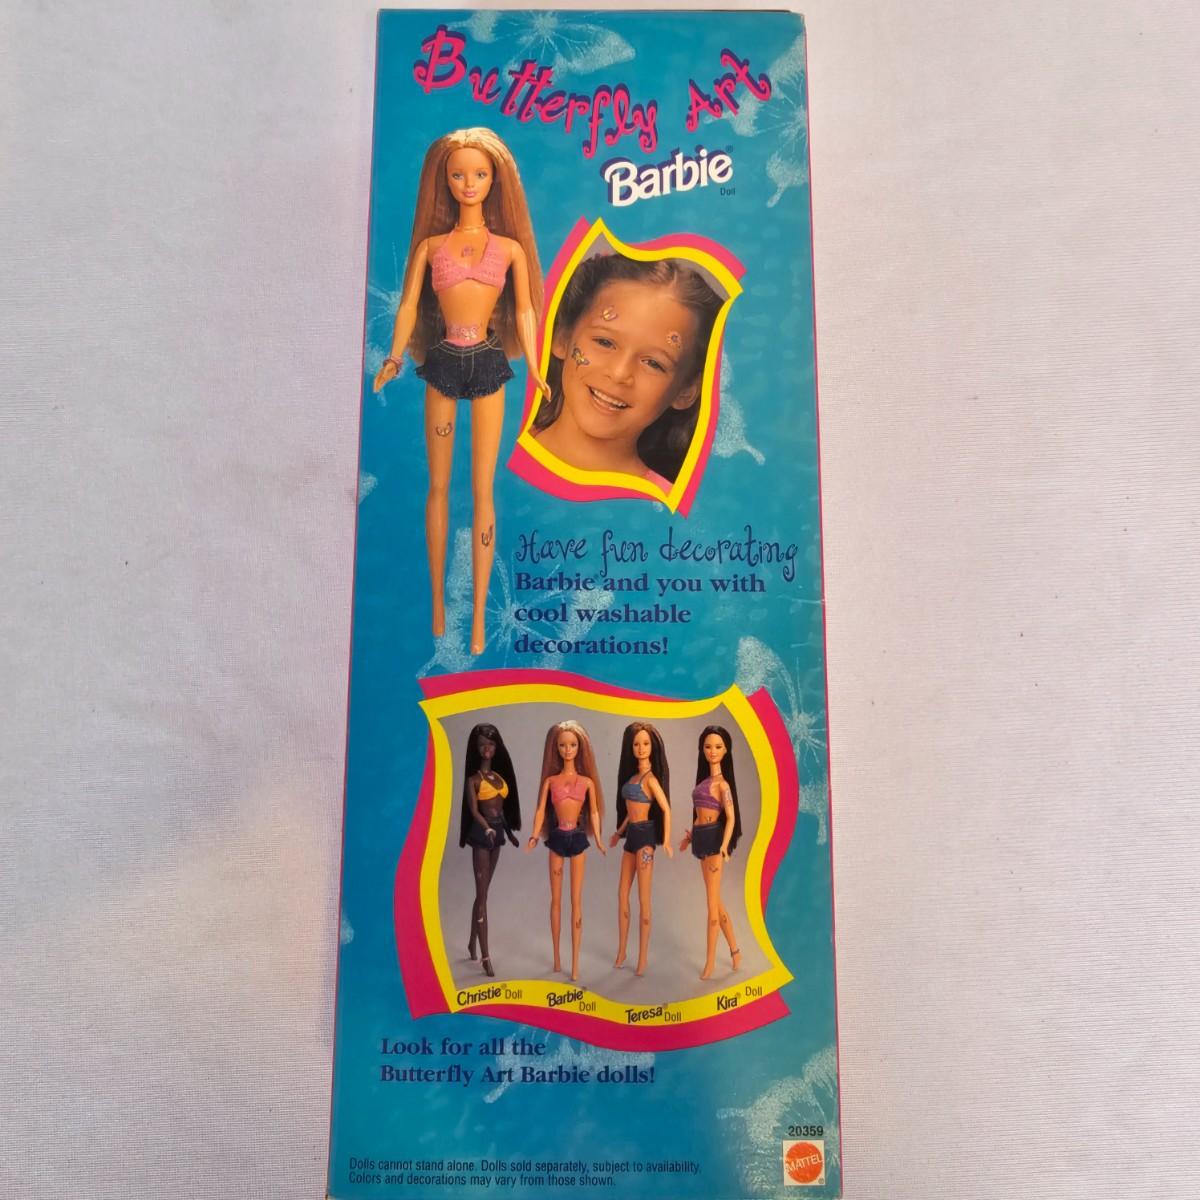 Butterfly Art
Barbie®
Doll
Have fun decorating
Barbie® and you with
cool washable
decorations!
Christie® Doll
Barbie® Doll
Teresa® Doll
Kira® Doll
Look for all the
Butterfly Art Barbie dolls!
20359
MATTEL®
Dolls cannot stand alone. Dolls sold separately, subject to availability.
Colors and decorations may vary from those shown.